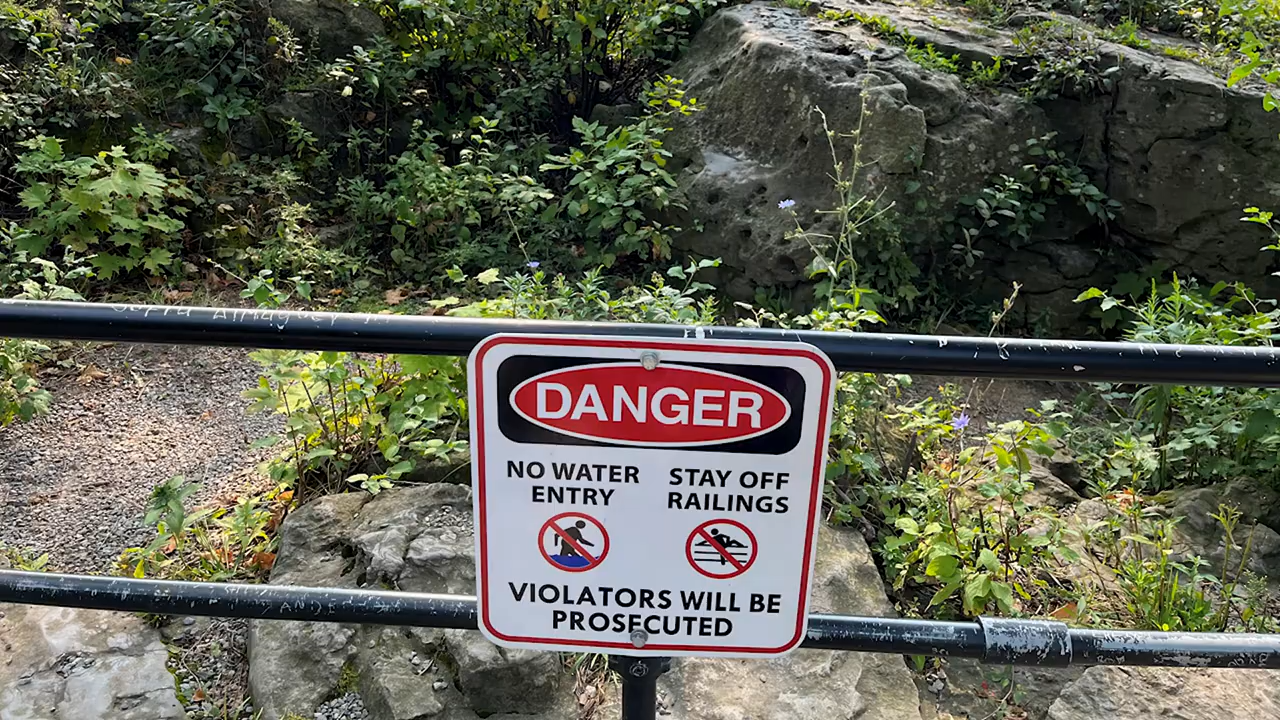 DANGER
NO WATER
ENTRY
STAY OFF
RAILINGS
VIOLATORS WILL BE
PROSECUTED